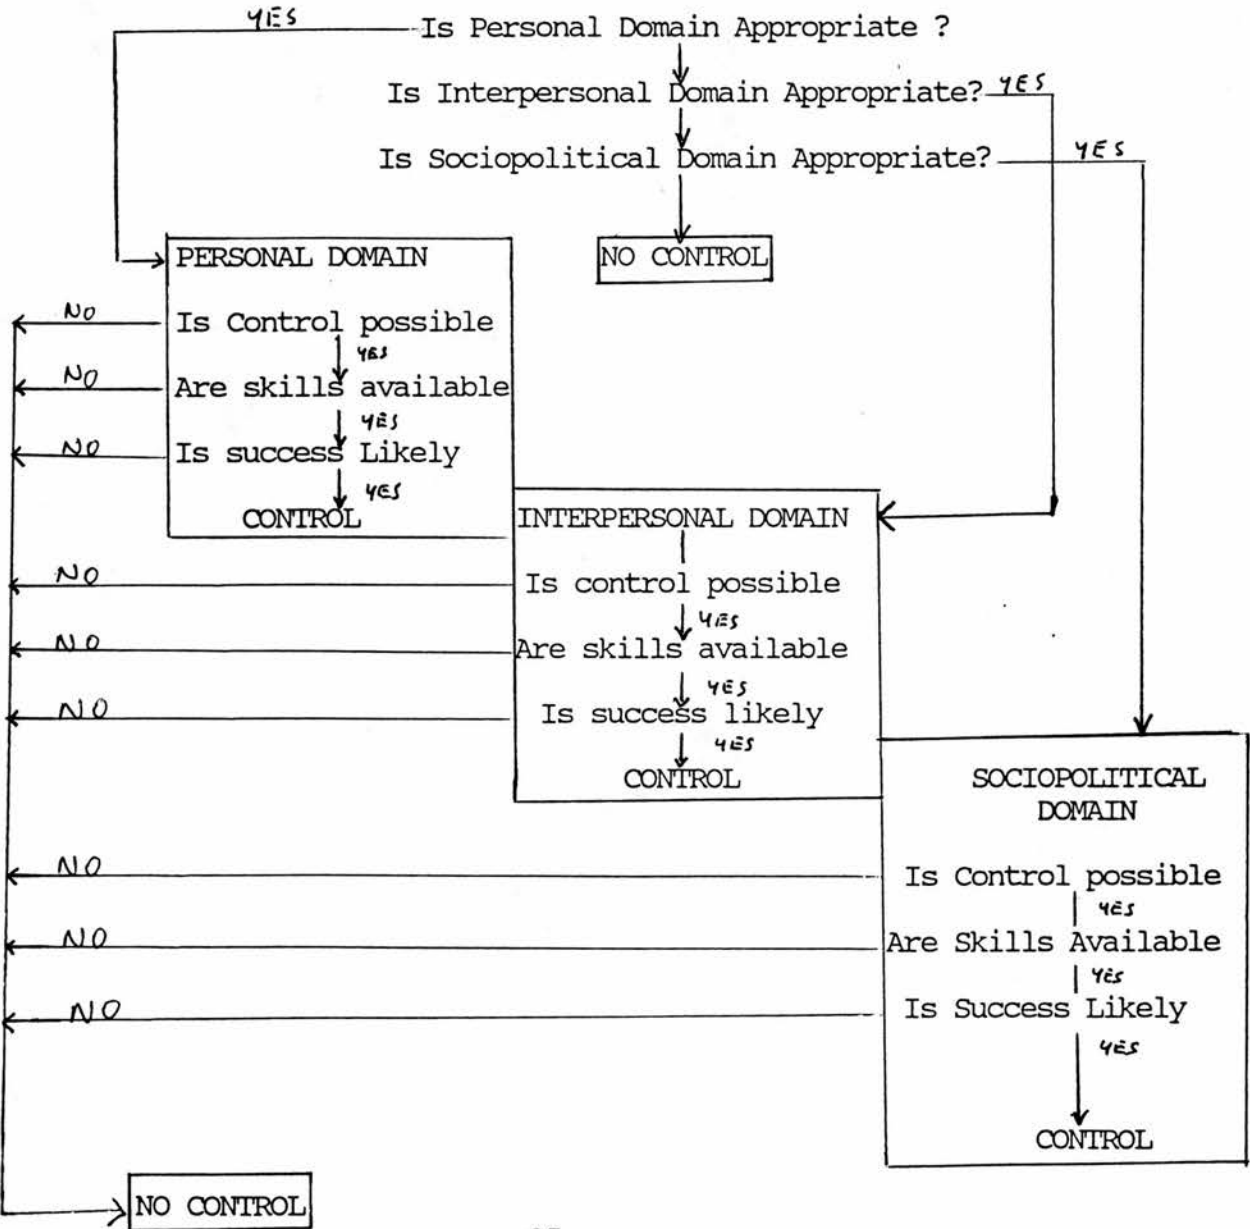 YES
Is Personal Domain Appropriate ?
Is Interpersonal Domain Appropriate? YES
Is Sociopolitical Domain Appropriate? YES
NO CONTROL
PERSONAL DOMAIN
NO
Is Control possible
YES
NO
Are skills available
YES
NO
Is success Likely
YES
CONTROL
INTERPERSONAL DOMAIN
NO
Is control possible
YES
NO
Are skills available
YES
NO
Is success likely
YES
CONTROL
SOCIOPOLITICAL
DOMAIN
NO
Is Control possible
YES
NO
Are Skills Available
YES
NO
Is Success Likely
YES
CONTROL
NO CONTROL